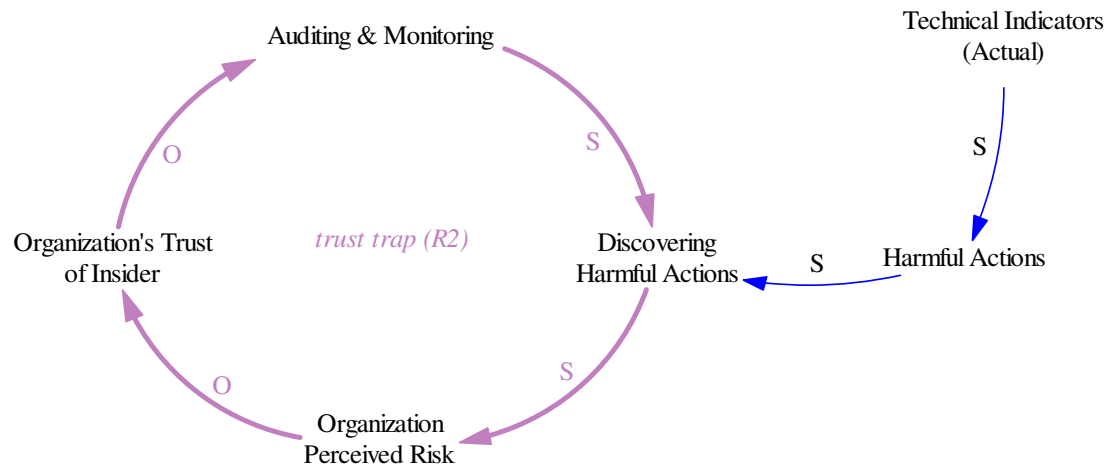 Technical Indicators
(Actual)
Auditing & Monitoring
S
S
O
Organization's Trust
of Insider
trust trap (R2)
Discovering
Harmful Actions
S
Harmful Actions
S
O
Organization
Perceived Risk